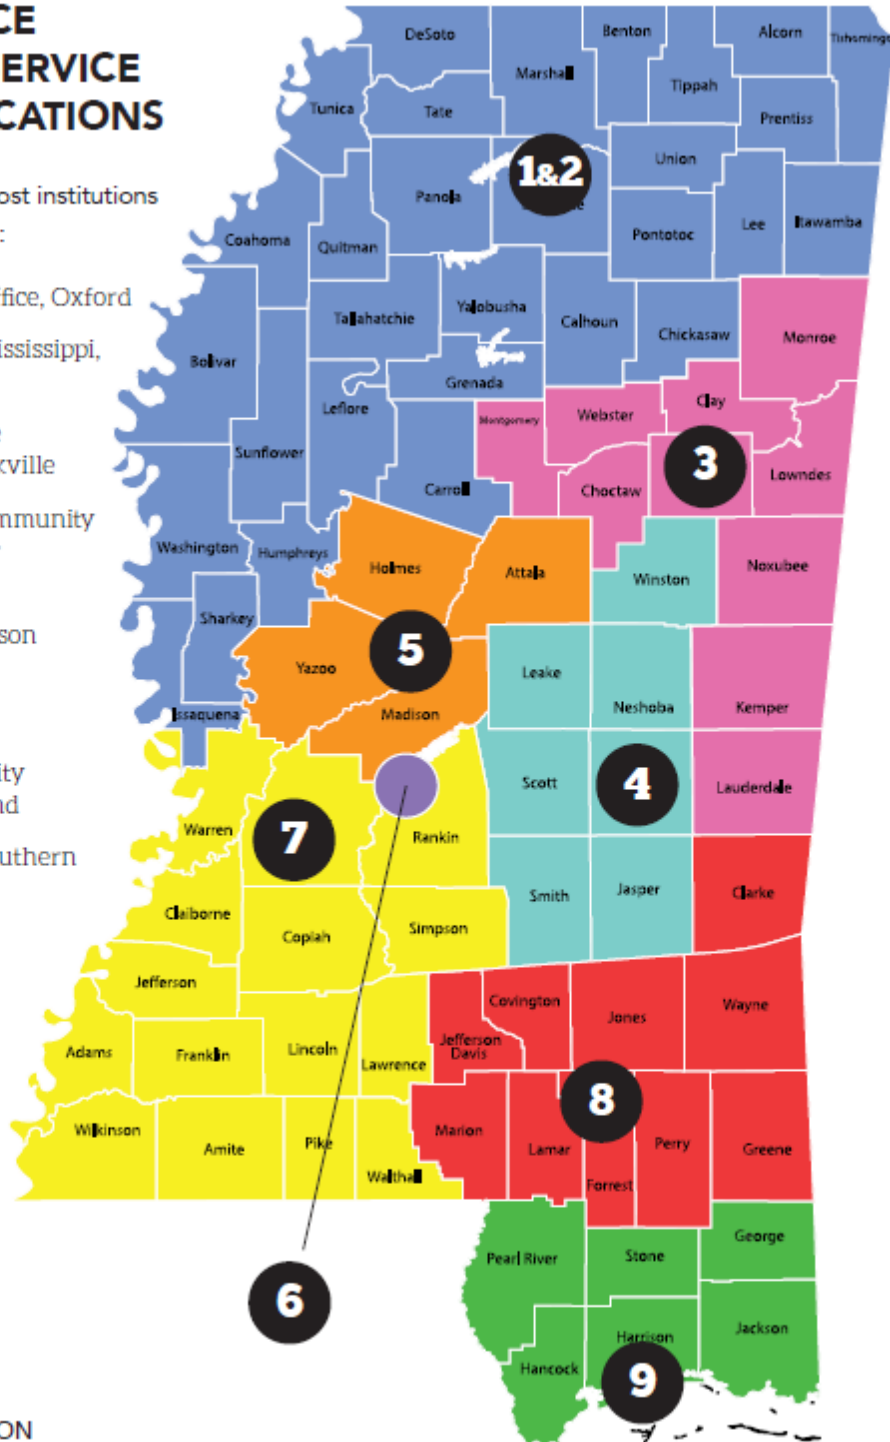 CE
ERVICE
CATIONS
ost institutions
:
fice, Oxford
ississippi,
kville
mmunity
son
ity
nd
uthern
ON
DeSoto
Benton
Alcorn
Tishomingo
Marshall
Tippah
Tunica
Tate
Prentiss
Union
1&2
Panola
Lee
Itawamba
Pontotoc
Coahoma
Quitman
Yalobusha
Tallahatchie
Calhoun
Chickasaw
Monroe
Bolivar
Grenada
Leflore
Clay
Webster
Montgomery
Sunflower
3
Lowndes
Carroll
Choctaw
Washington
Humphreys
Holmes
Attala
Winston
Noxubee
Sharkey
5
Yazoo
Leake
Neshoba
Kemper
Issaquena
Madison
Scott
4
Lauderdale
Warren
7
Rankin
Smith
Jasper
Clarke
Claiborne
Copiah
Simpson
Jefferson
Covington
Jones
Wayne
Adams
Franklin
Lincoln
Lawrence
Jefferson
Davis
8
Wilkinson
Amite
Pike
Walthall
Marion
Lamar
Forrest
Perry
Greene
George
Pearl River
Stone
6
Harrison
Jackson
Hancock
9